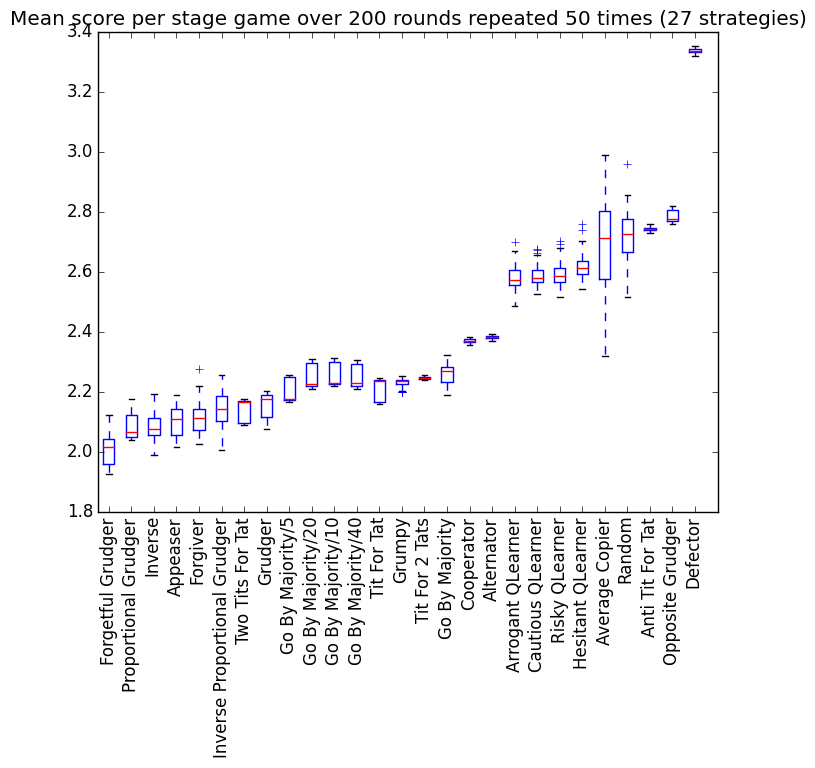 Mean score per stage game over 200 rounds repeated 50 times (27 strategies)
3.4
3.2
3.0
2.8
2.6
2.4
2.2
2.0
1.8
Forgetful Grudger
Proportional Grudger
Inverse
Appeaser
Forgiver
Inverse Proportional Grudger
Two Tits For Tat
Grudger
Go By Majority/5
Go By Majority/20
Go By Majority/10
Go By Majority/40
Tit For Tat
Grumpy
Tit For 2 Tats
Go By Majority
Cooperator
Alternator
Arrogant QLearner
Cautious QLearner
Risky QLearner
Hesitant QLearner
Average Copier
Random
Anti Tit For Tat
Opposite Grudger
Defector